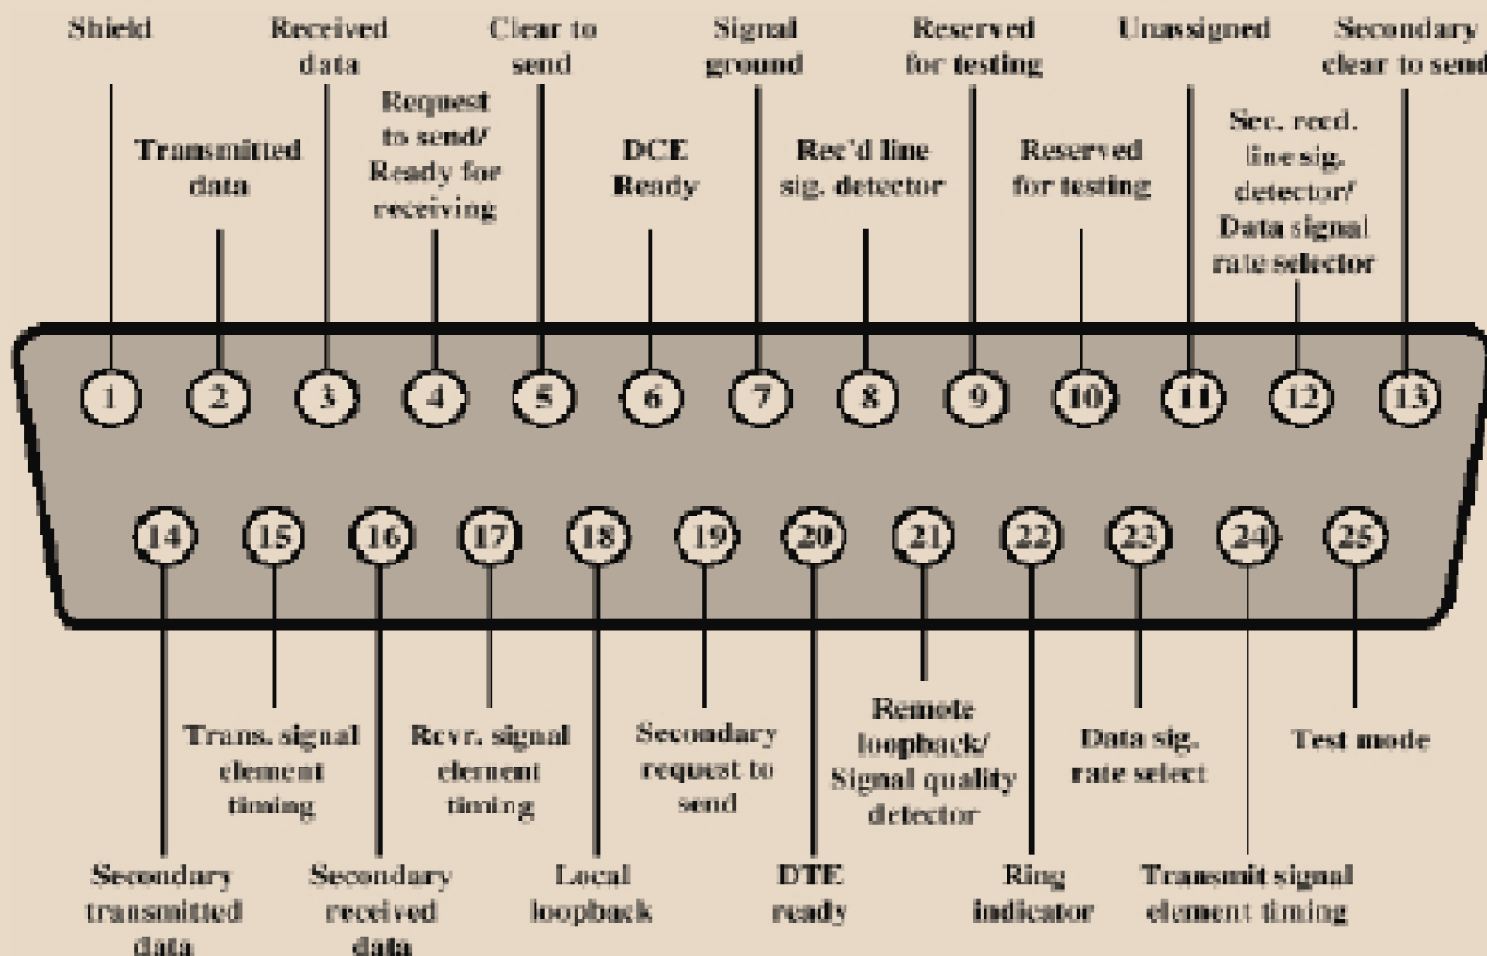 Shield
Received
data
Clear to
send
Signal
ground
Reserved
for testing
Unassigned
Secondary
clear to send
Transmitted
data
Request
to send/
Ready for
receiving
DCE
Ready
Rec'd line
sig. detector
Reserved
for testing
Sec. recd.
line sig.
detector/
Data signal
rate selector
1 2 3 4 5 6 7 8 9 10 11 12 13
14 15 16 17 18 19 20 21 22 23 24 25
Trans. signal
element
timing
Rcvr. signal
element
timing
Secondary
request to
send
Remote
loopback/
Signal quality
detector
Data sig.
rate select
Test mode
Secondary
transmitted
data
Secondary
received
data
Local
loopback
DTE
ready
Ring
indicator
Transmit signal
element timing